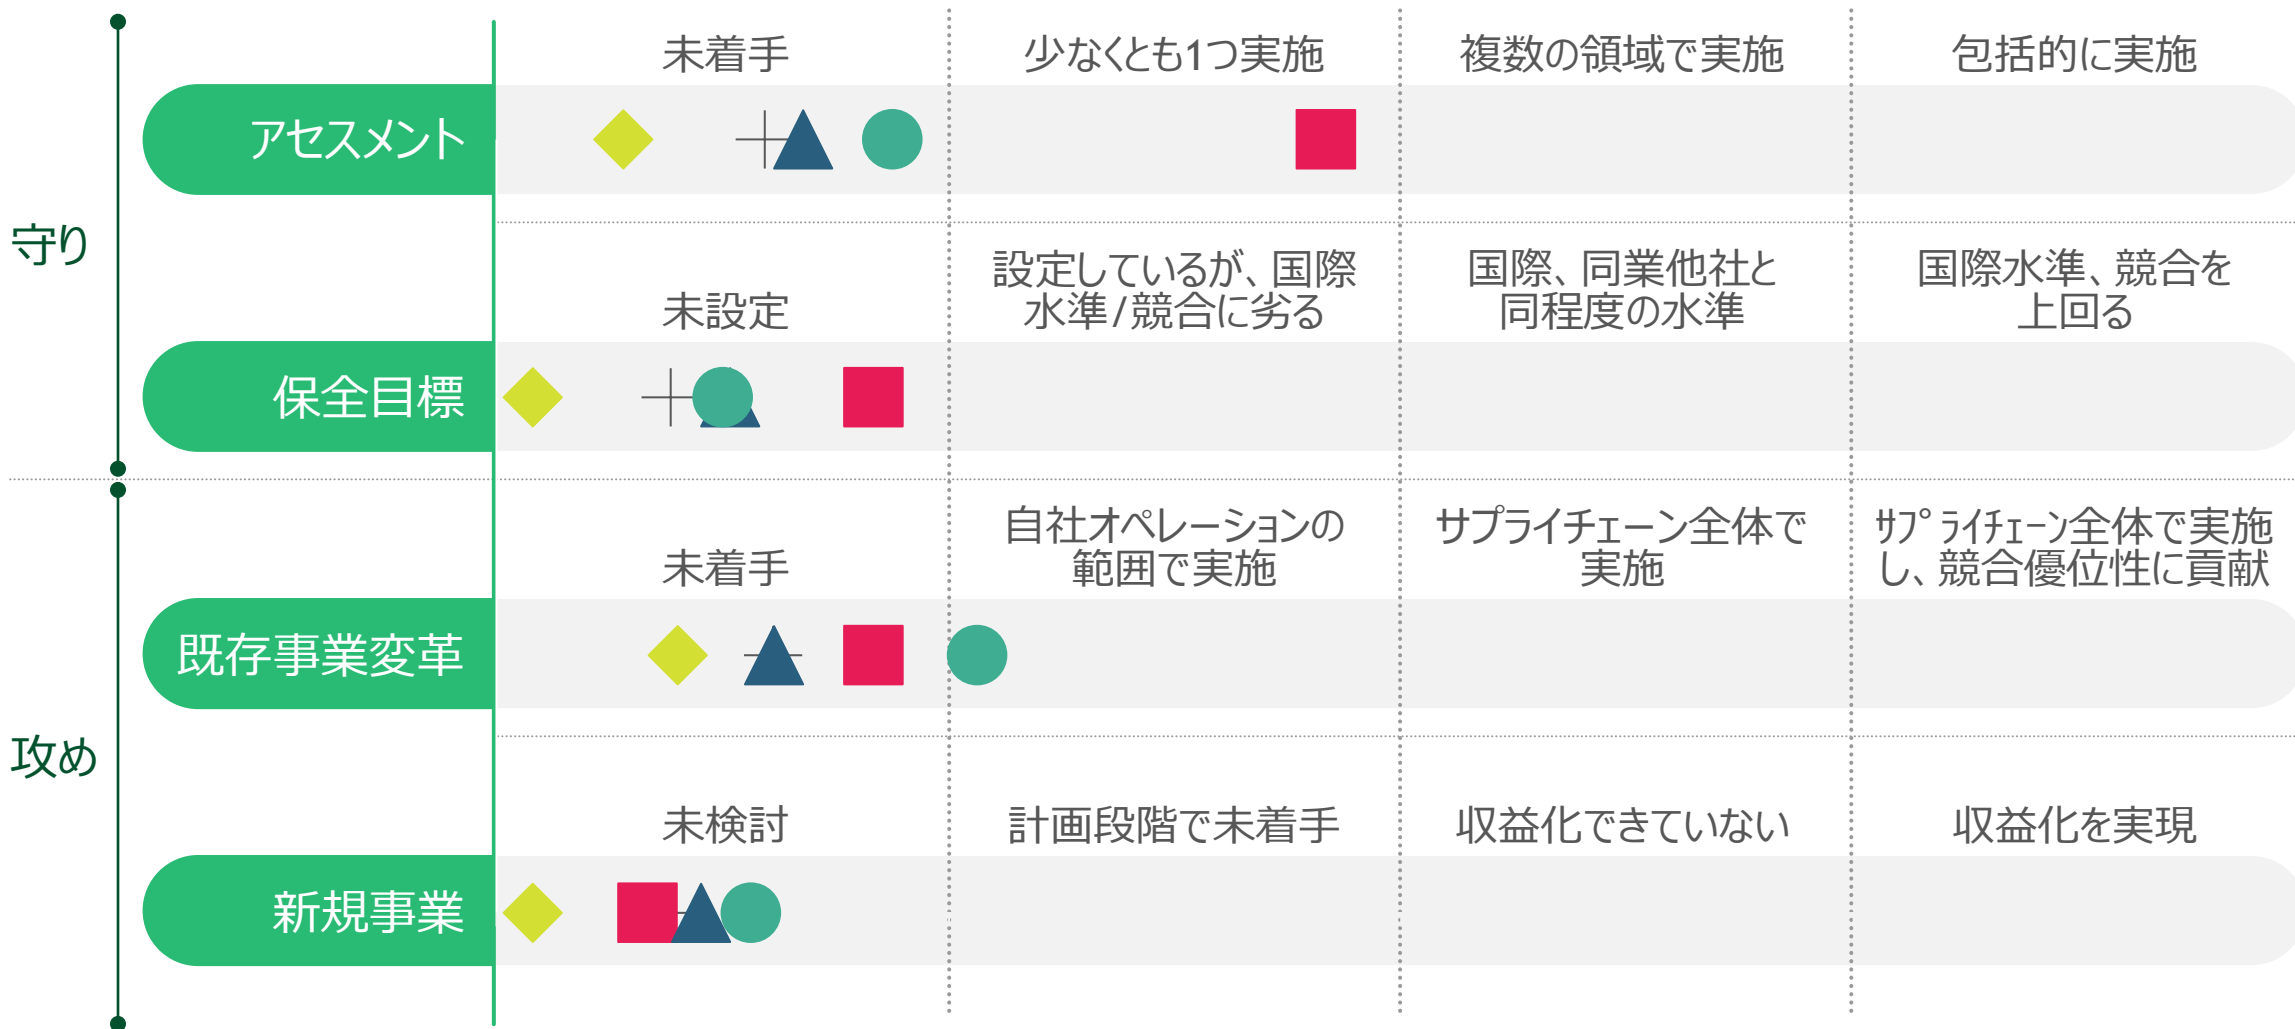 守り
アセスメント
未着手
少なくとも1つ実施
複数の領域で実施
包括的に実施
保全目標
未設定
設定しているが、国際
水準/競合に劣る
国際、同業他社と
同程度の水準
国際水準、競合を
上回る
攻め
既存事業変革
未着手
自社オペレーションの
範囲で実施
サプライチェーン全体で
実施
ｻﾌﾟﾗｲﾁｪｰﾝ全体で実施
し、競合優位性に貢献
新規事業
未検討
計画段階で未着手
収益化できていない
収益化を実現